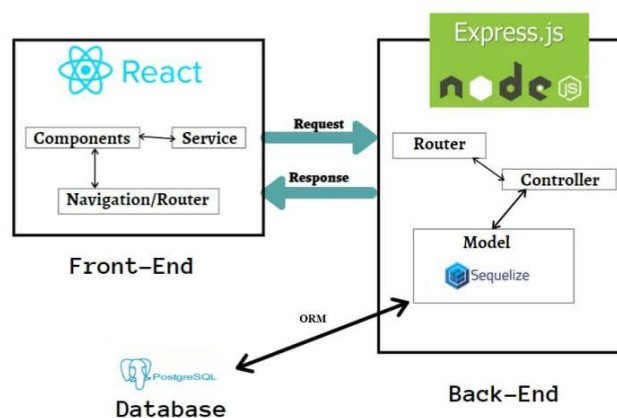 React
Components
Service
Navigation/Router
Front-End
Request
Response
Express.js
node
JS
Router
Controller
Model
Sequelize
ORM
PostgreSQL
Database
Back-End